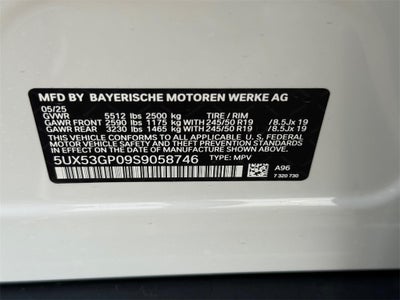 MFD BY BAYERISCHE MOTOREN WERKE AG
05/25
GVWR 5512 lbs 2500 kg TIRE / RIM
GAWR FRONT 2590 lbs 1175 kg 245/50 R19 /8.5Jx 19
GAWR REAR 3230 lbs 1465 kg 245/50 R19 /8.5Jx 19
THIS VEHICLE CONFORMS TO ALL APPLICABLE U.S. FEDERAL
MOTOR VEHICLE SAFETY AND THEFT PREVENTION STANDARDS
IN EFFECT ON THE DATE OF MANUFACTURE SHOWN ABOVE.
5UX53GP09S9058746 TYPE: MPV
A96
7 320 730